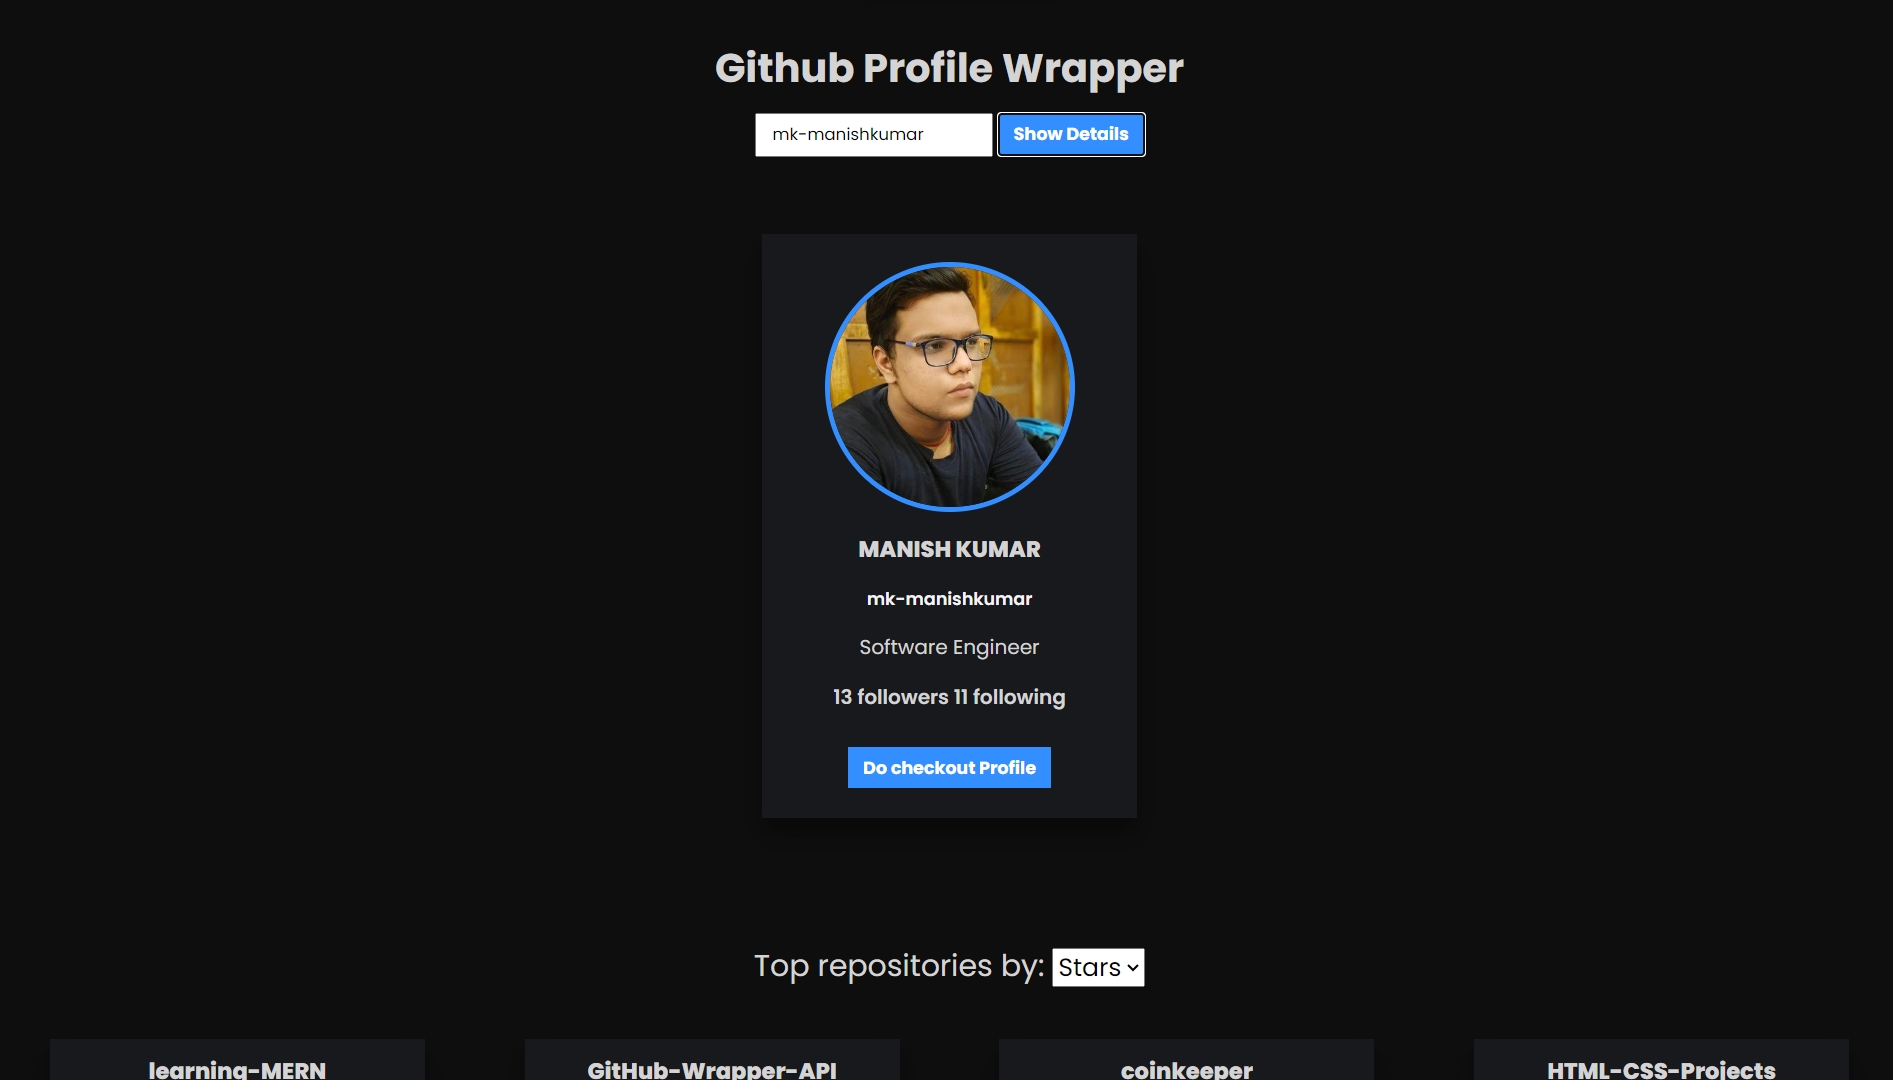 Github Profile Wrapper
mk-manishkumar Show Details
MANISH KUMAR
mk-manishkumar
Software Engineer
13 followers 11 following
Do checkout Profile
Top repositories by: Stars
learning-MERN GitHub-Wrapper-API coinkeeper HTML-CSS-Projects